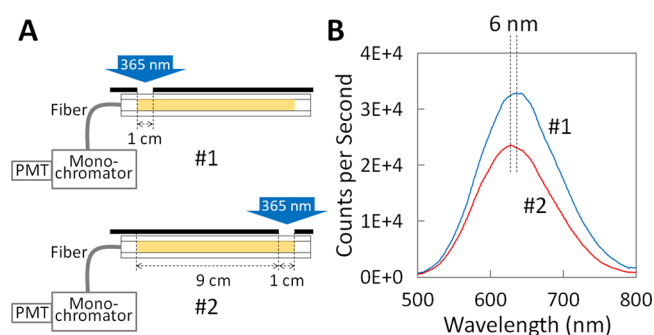 A
365 nm
Fiber
1 cm
Mono-
chromator
PMT
#1
365 nm
Fiber
9 cm
1 cm
Mono-
chromator
PMT
#2
B
6 nm
4E+4
3E+4
2E+4
1E+4
0E+0
Counts per Second
#1
#2
500
600
700
800
Wavelength (nm)